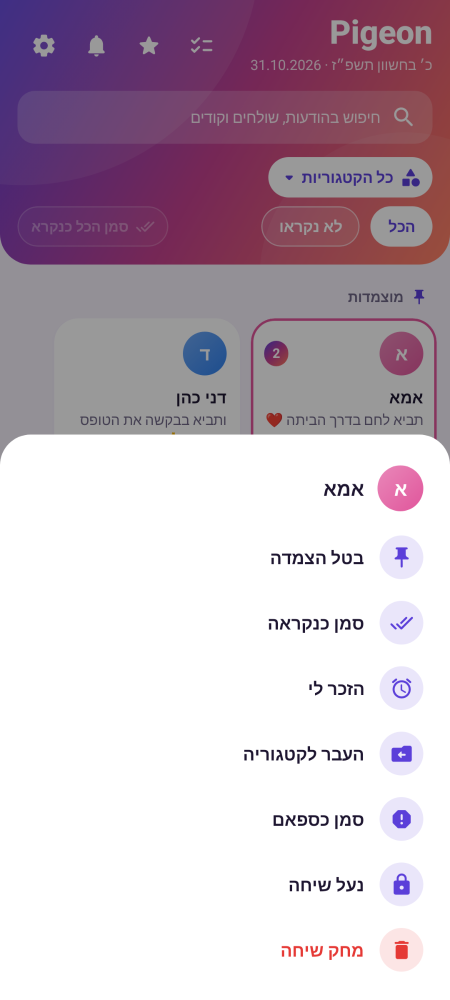 Pigeon
כ׳ בחשוון תשפ״ז · 31.10.2026
חיפוש בהודעות, שולחים וקודים
כל הקטגוריות
הכל
לא נקראו
סמן הכל כנקרא
מוצמדות
א
2
אמא
תביא לחם בדרך הביתה ❤️
ד
דני כהן
ותביא בבקשה את הטופס
א
אמא
בטל הצמדה
סמן כנקראה
הזכר לי
העבר לקטגוריה
סמן כספאם
נעל שיחה
מחק שיחה